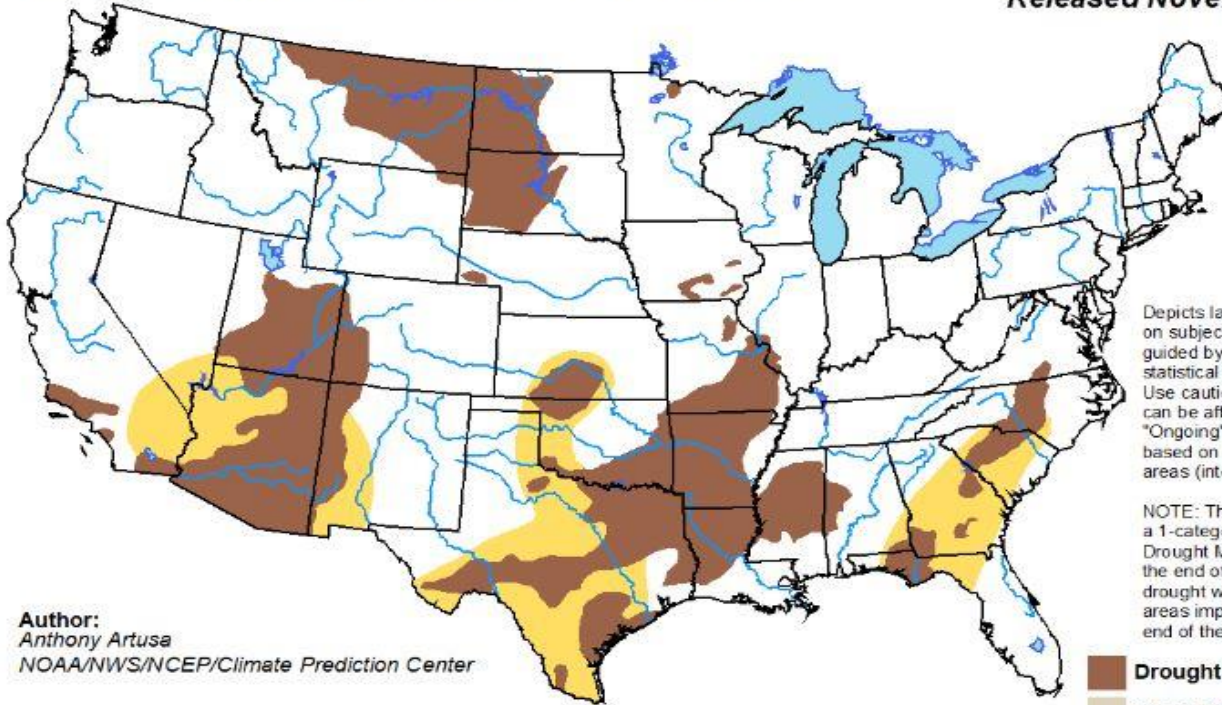 Released Nove
Depicts la
on subjec
guided by
statistical
Use cauti
can be aff
"Ongoing"
based on
areas (inte
NOTE: Th
a 1-categ
Drought M
the end of
drought w
areas imp
end of the
Author:
Anthony Artusa
NOAA/NWS/NCEP/Climate Prediction Center
Drought